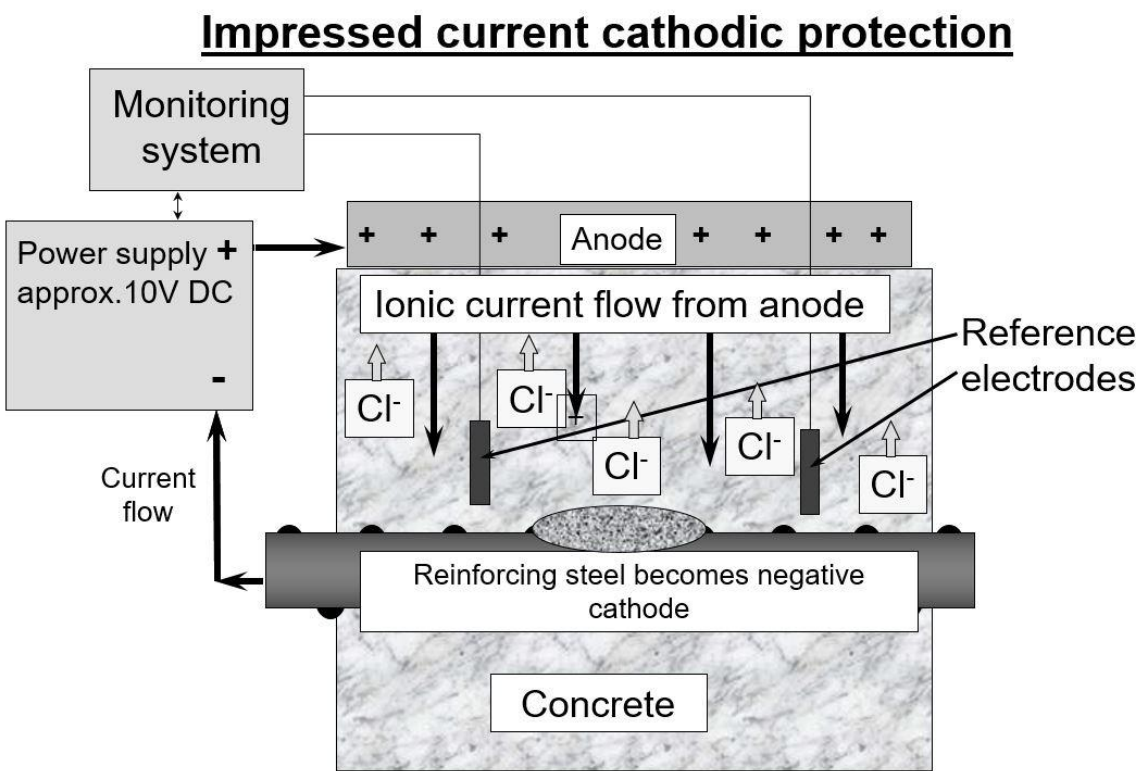 Impressed current cathodic protection
Monitoring
system
Power supply +
approx.10V DC
-
+ + + Anode + + + +
Ionic current flow from anode
Reference
electrodes
Cl-
Cl-
+
Cl-
Cl-
Cl-
Current
flow
Reinforcing steel becomes negative
cathode
Concrete